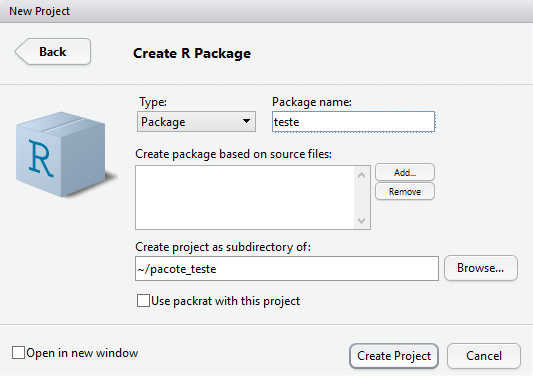 New Project
Back
Create R Package
Type:
Package name:
Package
teste
R
Create package based on source files:
Add...
Remove
Create project as subdirectory of:
~/pacote_teste
Browse...
Use packrat with this project
Open in new window
Create Project
Cancel